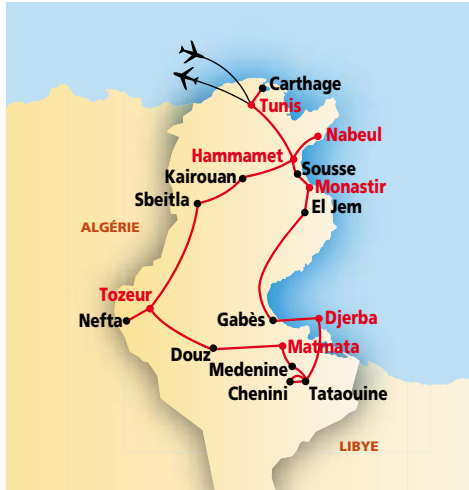 Carthage
Tunis
Nabeul
Hammamet
Sousse
Kairouan
Monastir
Sbeitla
El Jem
ALGÉRIE
Tozeur
Nefta
Gabès
Djerba
Douz
Matmata
Medenine
Chenini
Tataouine
LIBYE